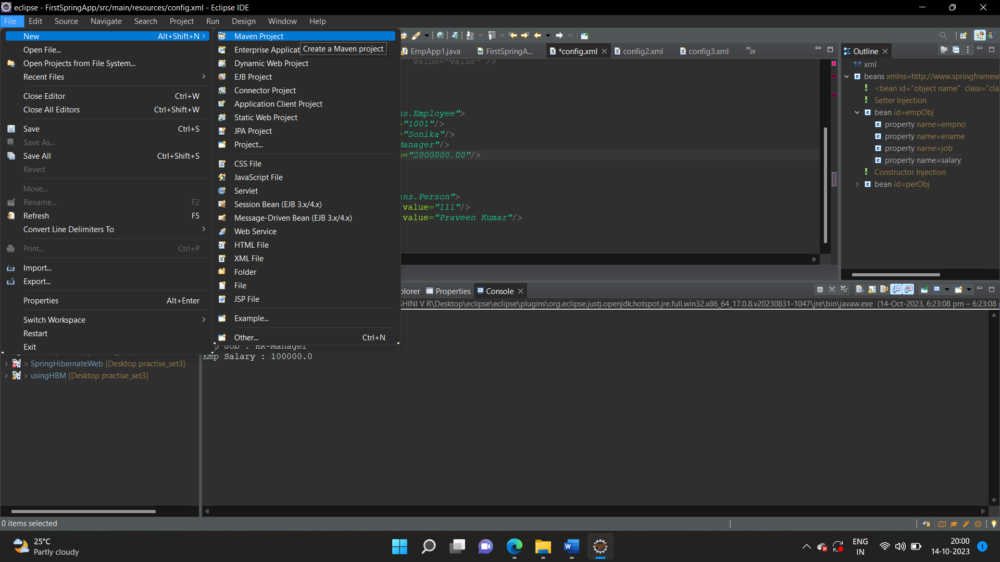 eclipse - FirstSpringApp/src/main/resources/config.xml - Eclipse IDE
File Edit Source Navigate Search Project Run Design Window Help
New Alt+Shift+N
Open File...
Open Projects from File System...
Recent Files
Close Editor Ctrl+W
Close All Editors Ctrl+Shift+W
Save Ctrl+S
Save As...
Save All Ctrl+Shift+S
Revert
Move...
Rename... F2
Refresh F5
Convert Line Delimiters To
Print... Ctrl+P
Import...
Export...
Properties Alt+Enter
Switch Workspace
Restart
Exit
> SpringHibernateWeb [Desktop practise_set3]
> usingHBM [Desktop practise_set3]
Maven Project
Enterprise Applicat
Create a Maven project
Dynamic Web Project
EJB Project
Connector Project
Application Client Project
Static Web Project
JPA Project
Project...
CSS File
JavaScript File
Servlet
Session Bean (EJB 3.x/4.x)
Message-Driven Bean (EJB 3.x/4.x)
Web Service
HTML File
XML File
Folder
File
JSP File
Example...
Other... Ctrl+N
EmpApp1.java FirstSpringA... *config.xml config2.xml config3.xml »26
value="value" />
ns.Employee">
="1001"/>
="Sonika"/>
Manager"/>
="2000000.00"/>
ns.Person">
value="111"/>
value="Praveen Kumar"/>
Outline
xml
beans xmlns=http://www.springframew
<bean id="object name" class="cla
Setter Injection
bean id=empObj
property name=empno
property name=ename
property name=job
property name=salary
Constructor Injection
bean id=perObj
plorer Properties Console
SHINI V R\Desktop\eclipse\eclipse\plugins\org.eclipse.justj.openjdk.hotspot.jre.full.win32.x86_64_17.0.8.v20230831-1047\jre\bin\javaw.exe (14-Oct-2023, 6:23:08 pm – 6:23:08
p Job : HR-Manager
Emp Salary : 100000.0
0 items selected
25°C
Partly cloudy
ENG
IN
20:00
14-10-2023
1